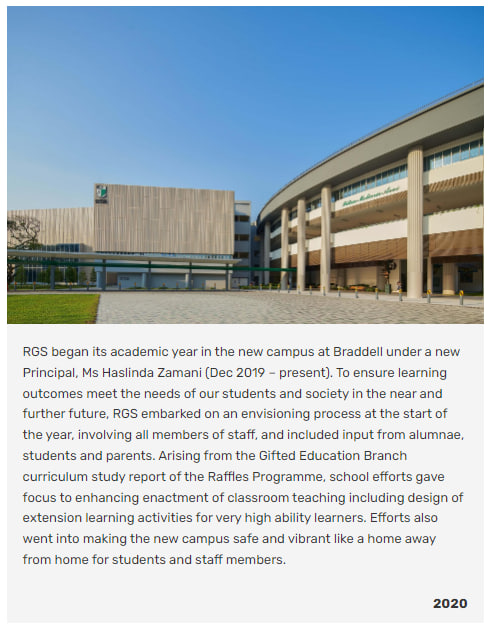 RGS began its academic year in the new campus at Braddell under a new
Principal, Ms Haslinda Zamani (Dec 2019 – present). To ensure learning
outcomes meet the needs of our students and society in the near and
further future, RGS embarked on an envisioning process at the start of
the year, involving all members of staff, and included input from alumnae,
students and parents. Arising from the Gifted Education Branch
curriculum study report of the Raffles Programme, school efforts gave
focus to enhancing enactment of classroom teaching including design of
extension learning activities for very high ability learners. Efforts also
went into making the new campus safe and vibrant like a home away
from home for students and staff members.
2020